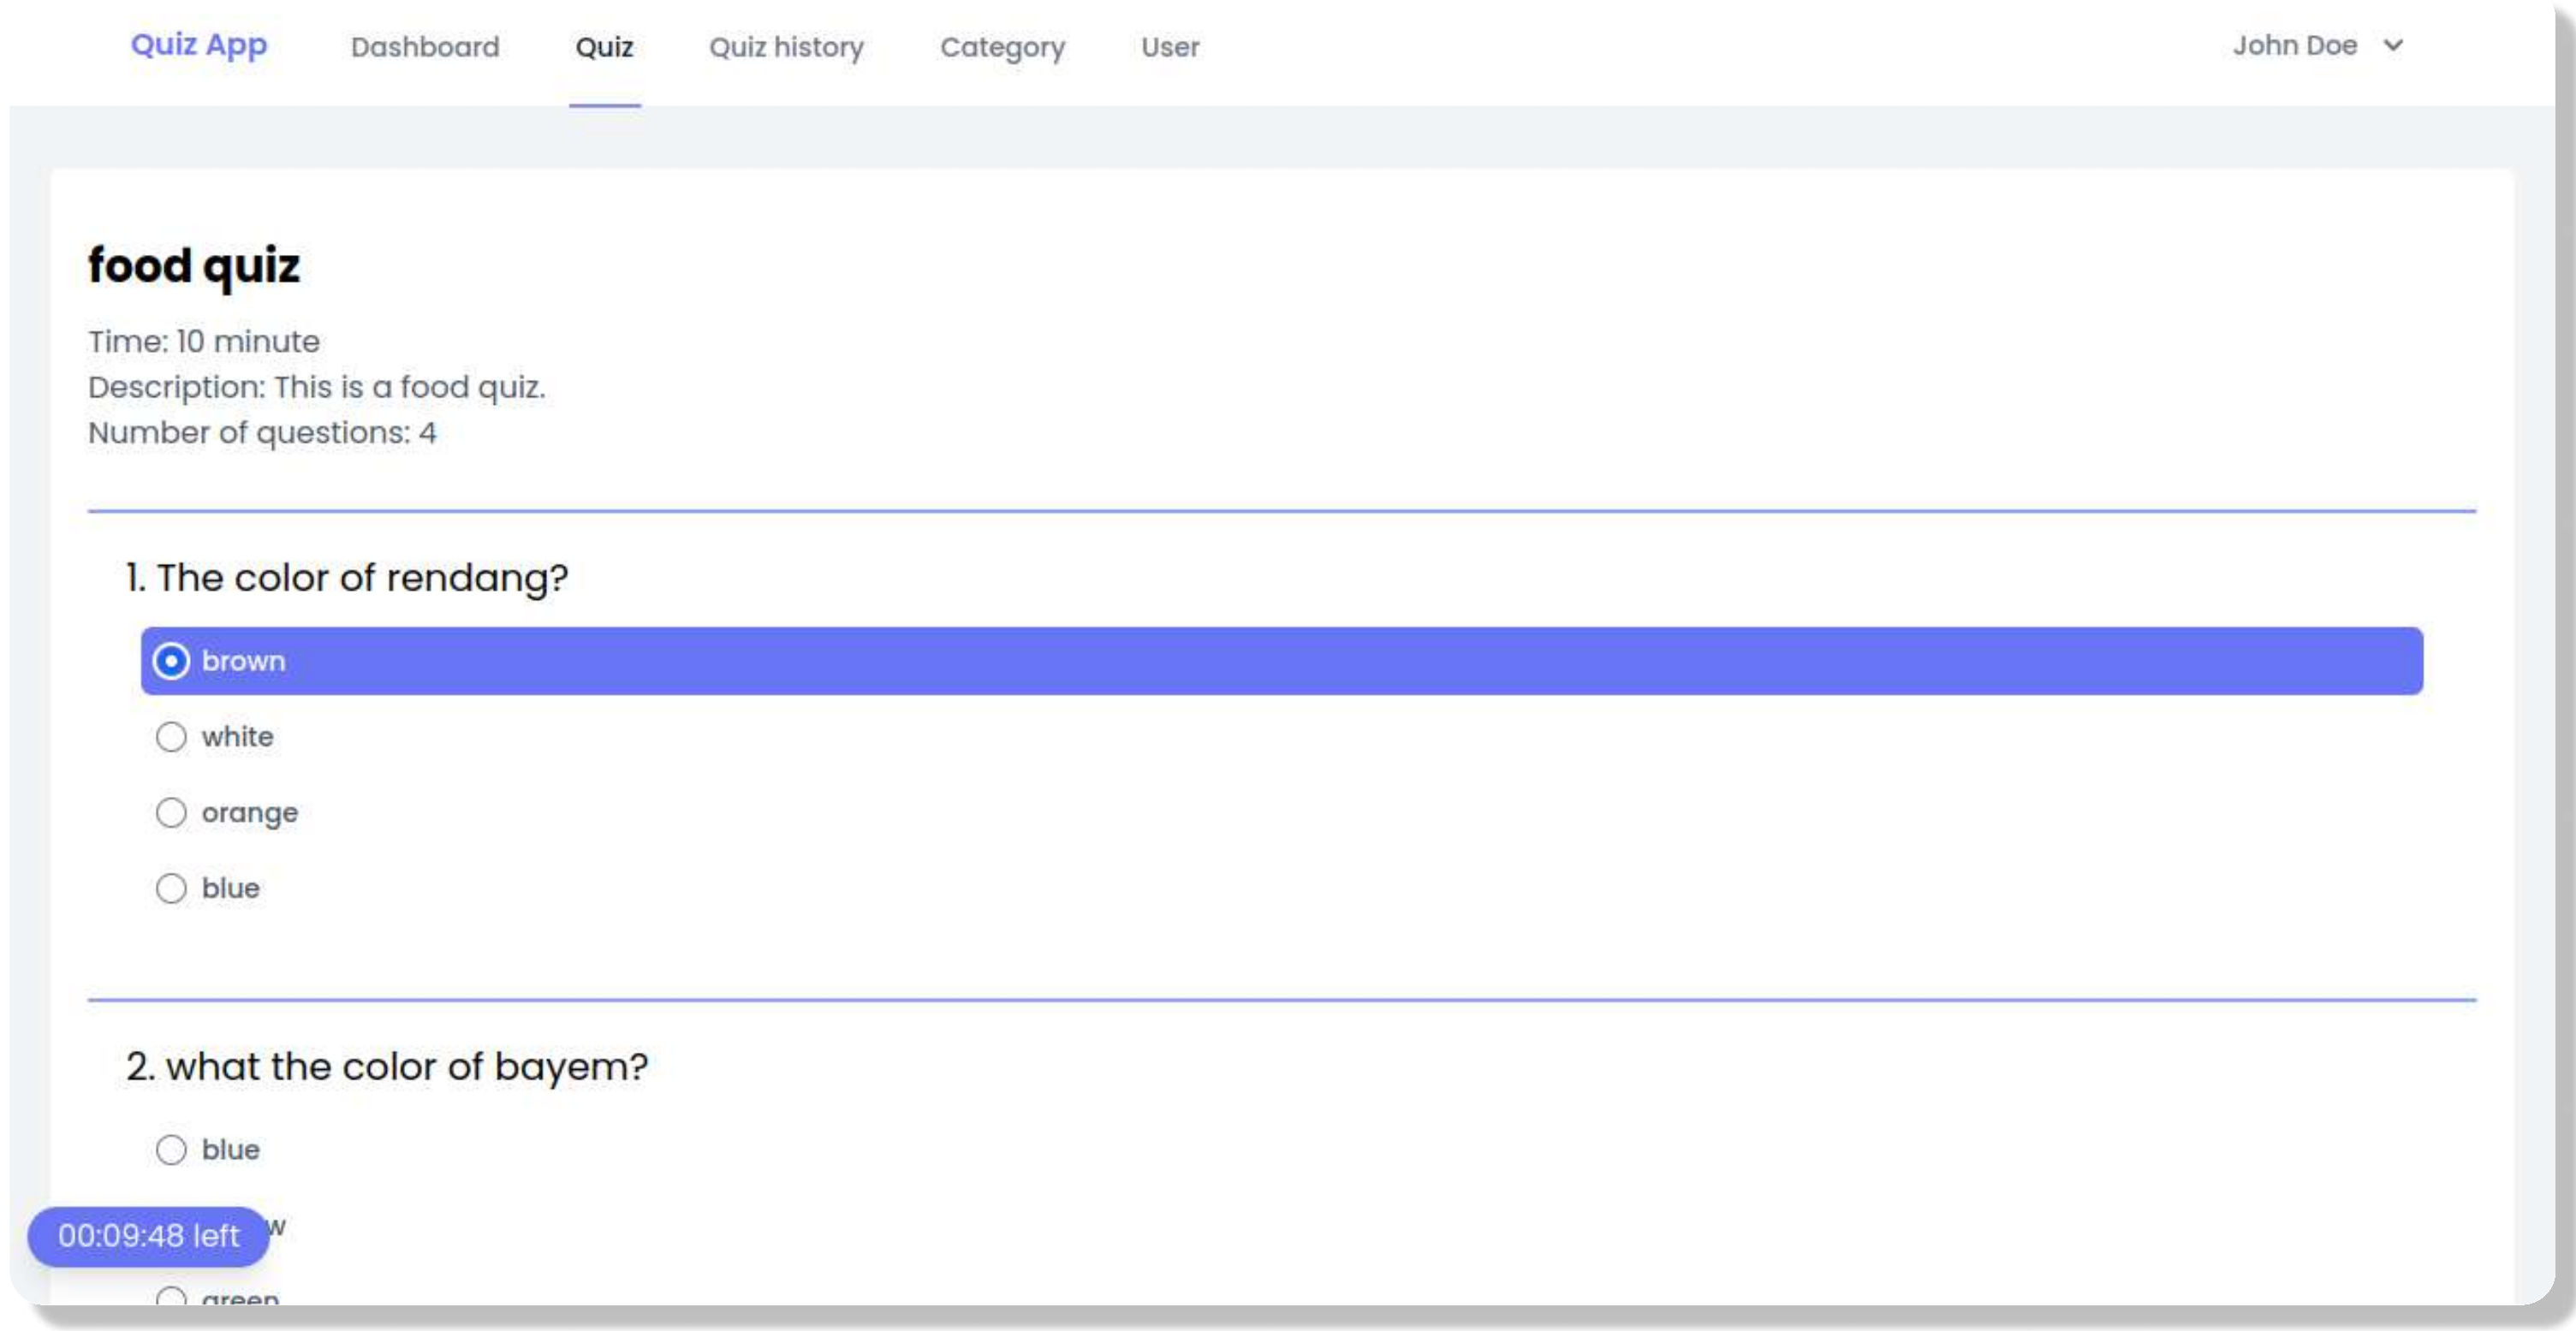 Quiz App Dashboard Quiz Quiz history Category User John Doe
food quiz
Time: 10 minute
Description: This is a food quiz.
Number of questions: 4
1. The color of rendang?
brown
white
orange
blue
2. what the color of bayem?
blue
00:09:48 left
green